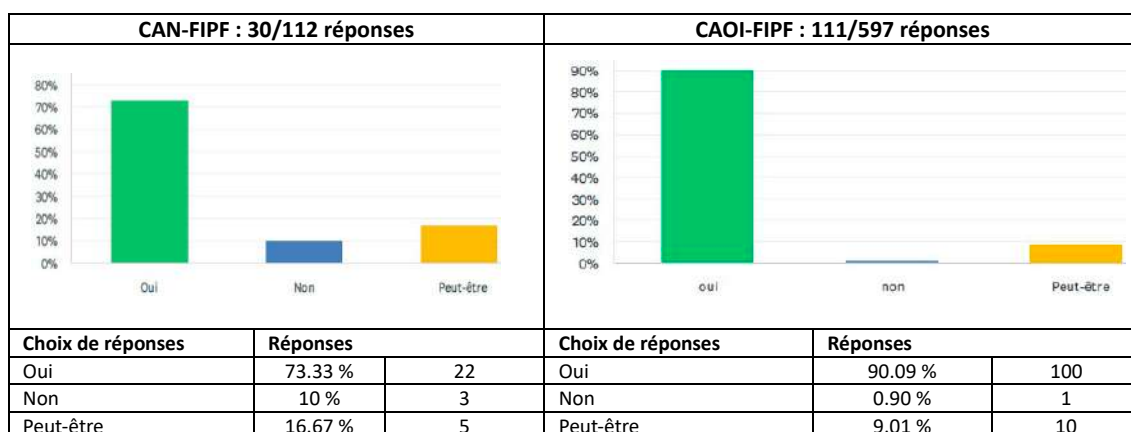 CAN-FIPF : 30/112 réponses
80%
70%
60%
50%
40%
30%
20%
10%
0%
Oui Non Peut-être
CAOI-FIPF : 111/597 réponses
90%
80%
70%
60%
50%
40%
30%
20%
10%
0%
oui non Peut-être
Choix de réponses Réponses
Oui 73.33 % 22
Non 10 % 3
Peut-être 16.67 % 5
Choix de réponses Réponses
Oui 90.09 % 100
Non 0.90 % 1
Peut-être 9.01 % 10